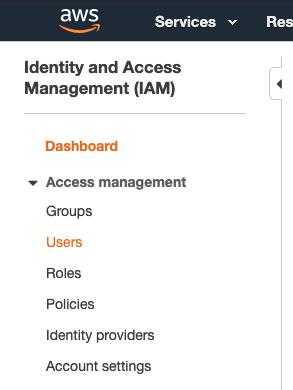 aws
Services Res
Identity and Access
Management (IAM)
Dashboard
Access management
Groups
Users
Roles
Policies
Identity providers
Account settings